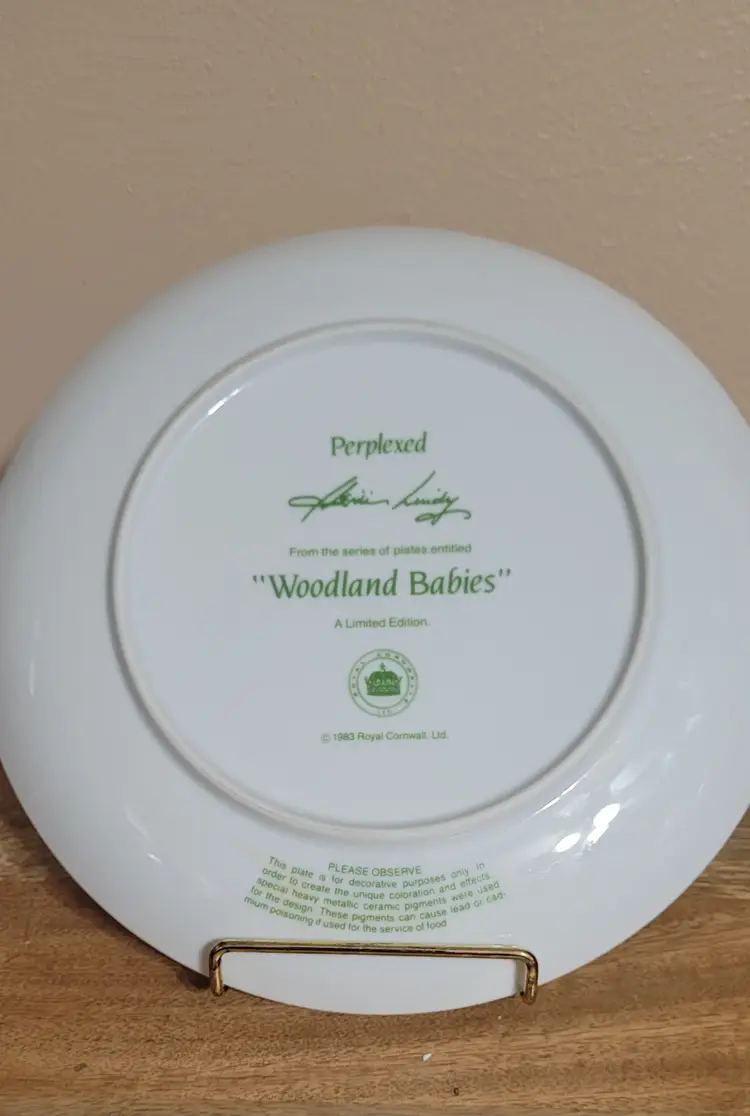 Perplexed
From the series of plates entitled
"Woodland Babies"
A Limited Edition.
ROYAL CORNWALL
LTD.
© 1983 Royal Cornwall, Ltd.
PLEASE OBSERVE
This plate is for decorative purposes only. In
order to create the unique coloration and effects,
special heavy metallic ceramic pigments were used
for the design. These pigments can cause lead or cad-
mium poisoning if used for the service of food.